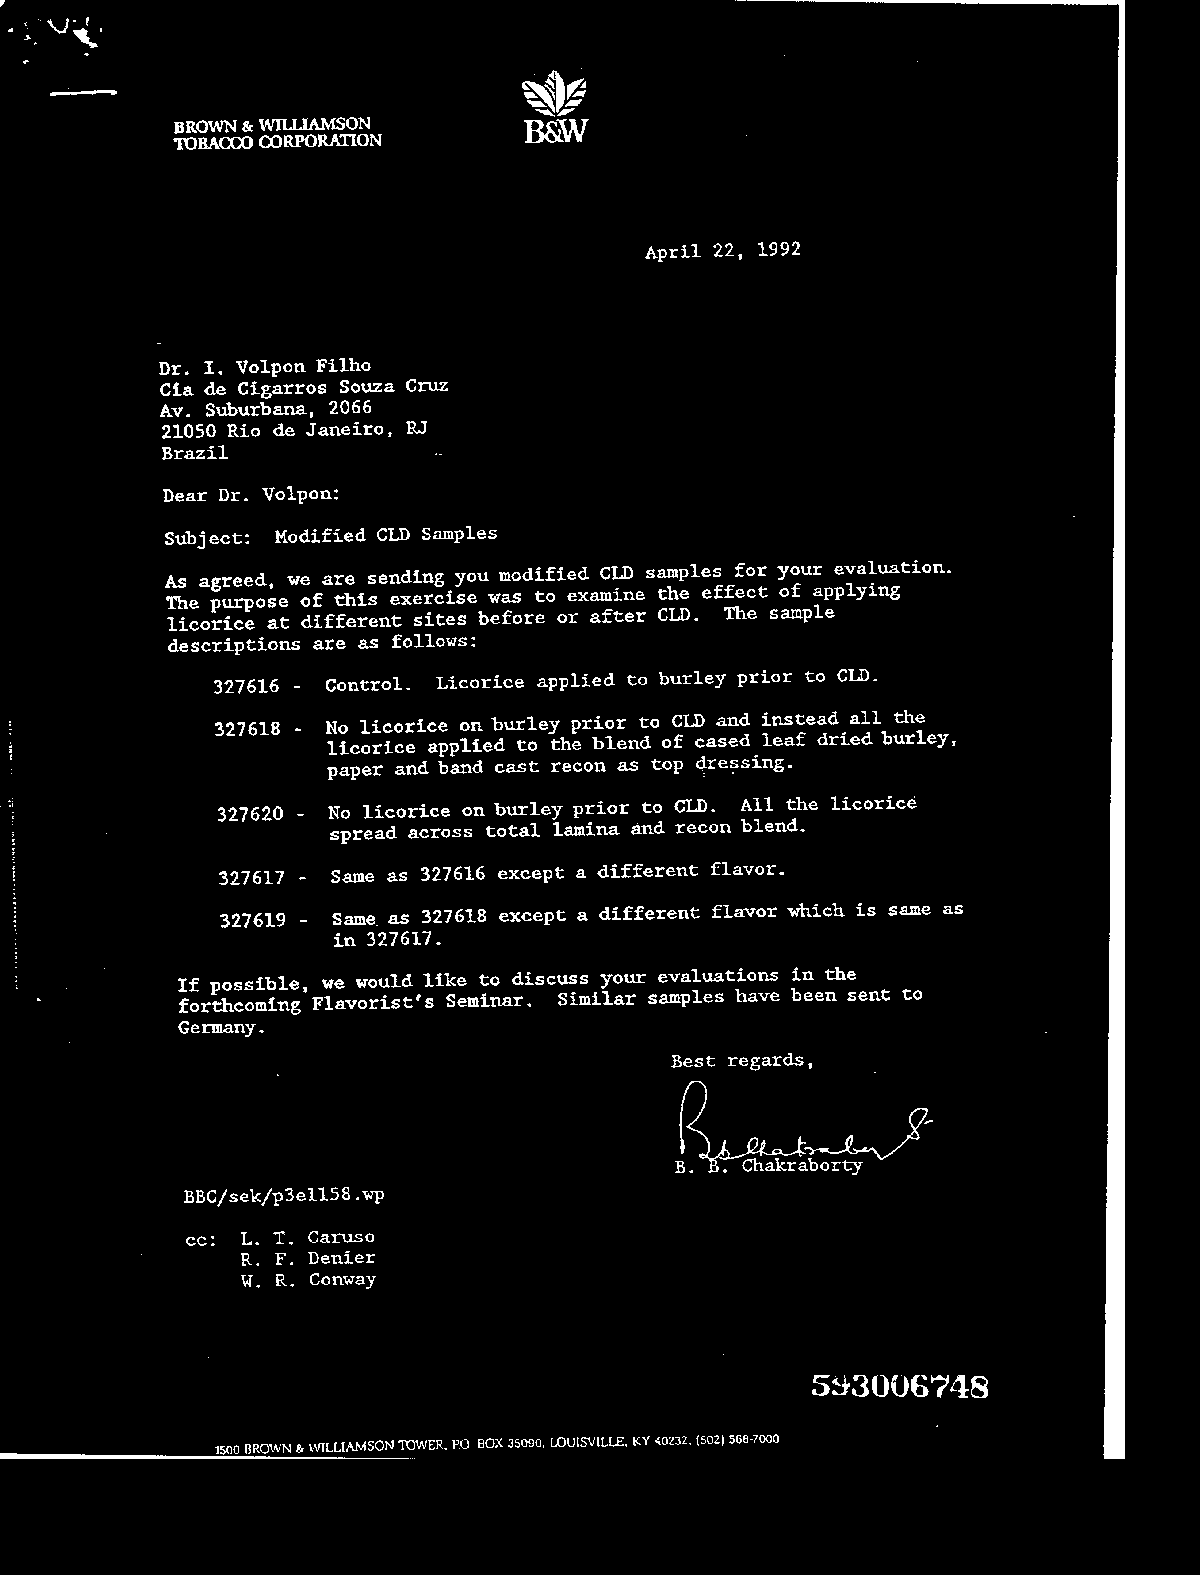 BROWN & WILLIAMSON
TOBACCO CORPORATION
B&W
April 22, 1992
Dr. I. Volpon Filho
Cia de Cigarros Souza Cruz
Av. Suburbana, 2066
21050 Rio de Janeiro, RJ
Brazil
Dear Dr. Volpon:
Subject: Modified CLD Samples
As agreed, we are sending you modified CLD samples for your evaluation.
The purpose of this exercise was to examine the effect of applying
licorice at different sites before or after CLD. The sample
descriptions are as follows:
327616 - Control. Licorice applied to burley prior to CLD.
327618 - No licorice on burley prior to CLD and instead all the
licorice applied to the blend of cased leaf dried burley,
paper and band cast recon as top dressing.
327620 - No licorice on burley prior to CLD. All the licorice
spread across total lamina and recon blend.
327617 - Same as 327616 except a different flavor.
327619 - Same as 327618 except a different flavor which is same as
in 327617.
If possible, we would like to discuss your evaluations in the
forthcoming Flavorist's Seminar. Similar samples have been sent to
Germany.
Best regards,
B. B. Chakraborty
BBC/sek/p3e1158.wp
cc: L. T. Caruso
R. F. Denier
W. R. Conway
593006748
1500 BROWN & WILLIAMSON TOWER, P.O. BOX 35090, LOUISVILLE, KY 40232, (502) 568-7000